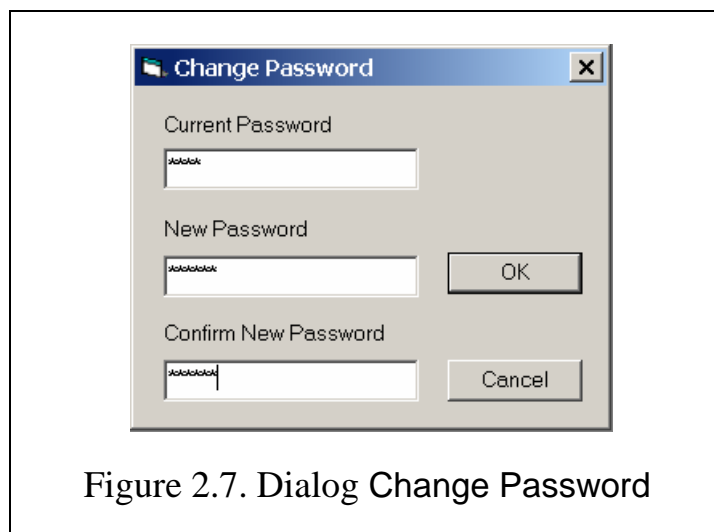 Change Password
Current Password
****
New Password
******
OK
Confirm New Password
******
Cancel
Figure 2.7. Dialog Change Password